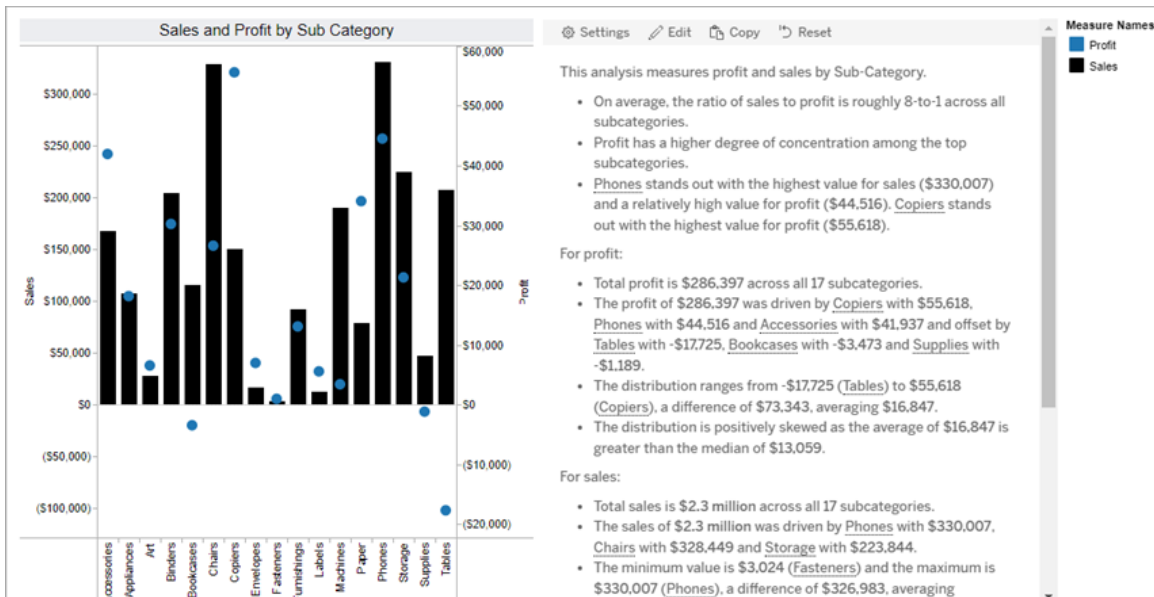 Sales and Profit by Sub Category
Sales
$300,000
$250,000
$200,000
$150,000
$100,000
$50,000
$0
($50,000)
($100,000)
$60,000
$50,000
$40,000
$30,000
$20,000
$10,000
$0
($10,000)
($20,000)
Profit
ccessories
Appliances
Art
Binders
Bookcases
Chairs
Copiers
Envelopes
Fasteners
urnishings
Labels
Machines
Paper
Phones
Storage
Supplies
Tables
Settings Edit Copy Reset
This analysis measures profit and sales by Sub-Category.
• On average, the ratio of sales to profit is roughly 8-to-1 across all
subcategories.
• Profit has a higher degree of concentration among the top
subcategories.
• Phones stands out with the highest value for sales ($330,007)
and a relatively high value for profit ($44,516). Copiers stands
out with the highest value for profit ($55,618).
For profit:
• Total profit is $286,397 across all 17 subcategories.
• The profit of $286,397 was driven by Copiers with $55,618,
Phones with $44,516 and Accessories with $41,937 and offset by
Tables with -$17,725, Bookcases with -$3,473 and Supplies with
-$1,189.
• The distribution ranges from -$17,725 (Tables) to $55,618
(Copiers), a difference of $73,343, averaging $16,847.
• The distribution is positively skewed as the average of $16,847 is
greater than the median of $13,059.
For sales:
• Total sales is $2.3 million across all 17 subcategories.
• The sales of $2.3 million was driven by Phones with $330,007,
Chairs with $328,449 and Storage with $223,844.
• The minimum value is $3,024 (Fasteners) and the maximum is
$330,007 (Phones), a difference of $326,983, averaging
Measure Names
Profit
Sales